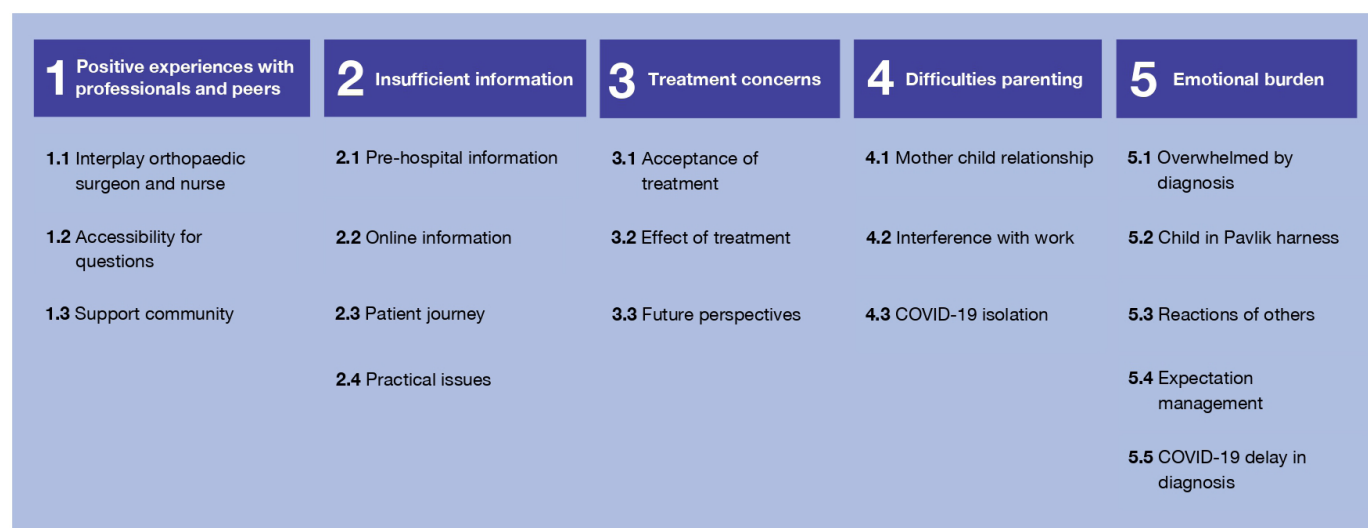 1 Positive experiences with
professionals and peers
1.1 Interplay orthopaedic
surgeon and nurse
1.2 Accessibility for
questions
1.3 Support community
2 Insufficient information
2.1 Pre-hospital information
2.2 Online information
2.3 Patient journey
2.4 Practical issues
3 Treatment concerns
3.1 Acceptance of
treatment
3.2 Effect of treatment
3.3 Future perspectives
4 Difficulties parenting
4.1 Mother child relationship
4.2 Interference with work
4.3 COVID-19 isolation
5 Emotional burden
5.1 Overwhelmed by
diagnosis
5.2 Child in Pavlik harness
5.3 Reactions of others
5.4 Expectation
management
5.5 COVID-19 delay in
diagnosis